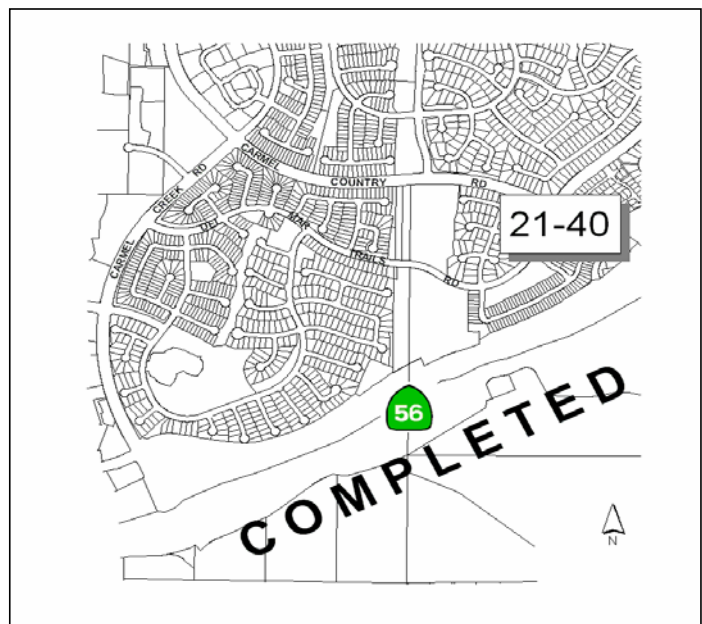 CARMEL
COUNTRY
RD
CARMEL
CREEK
RD
DEL
MAR
TRAILS
RD
21-40
56
COMPLETED
N